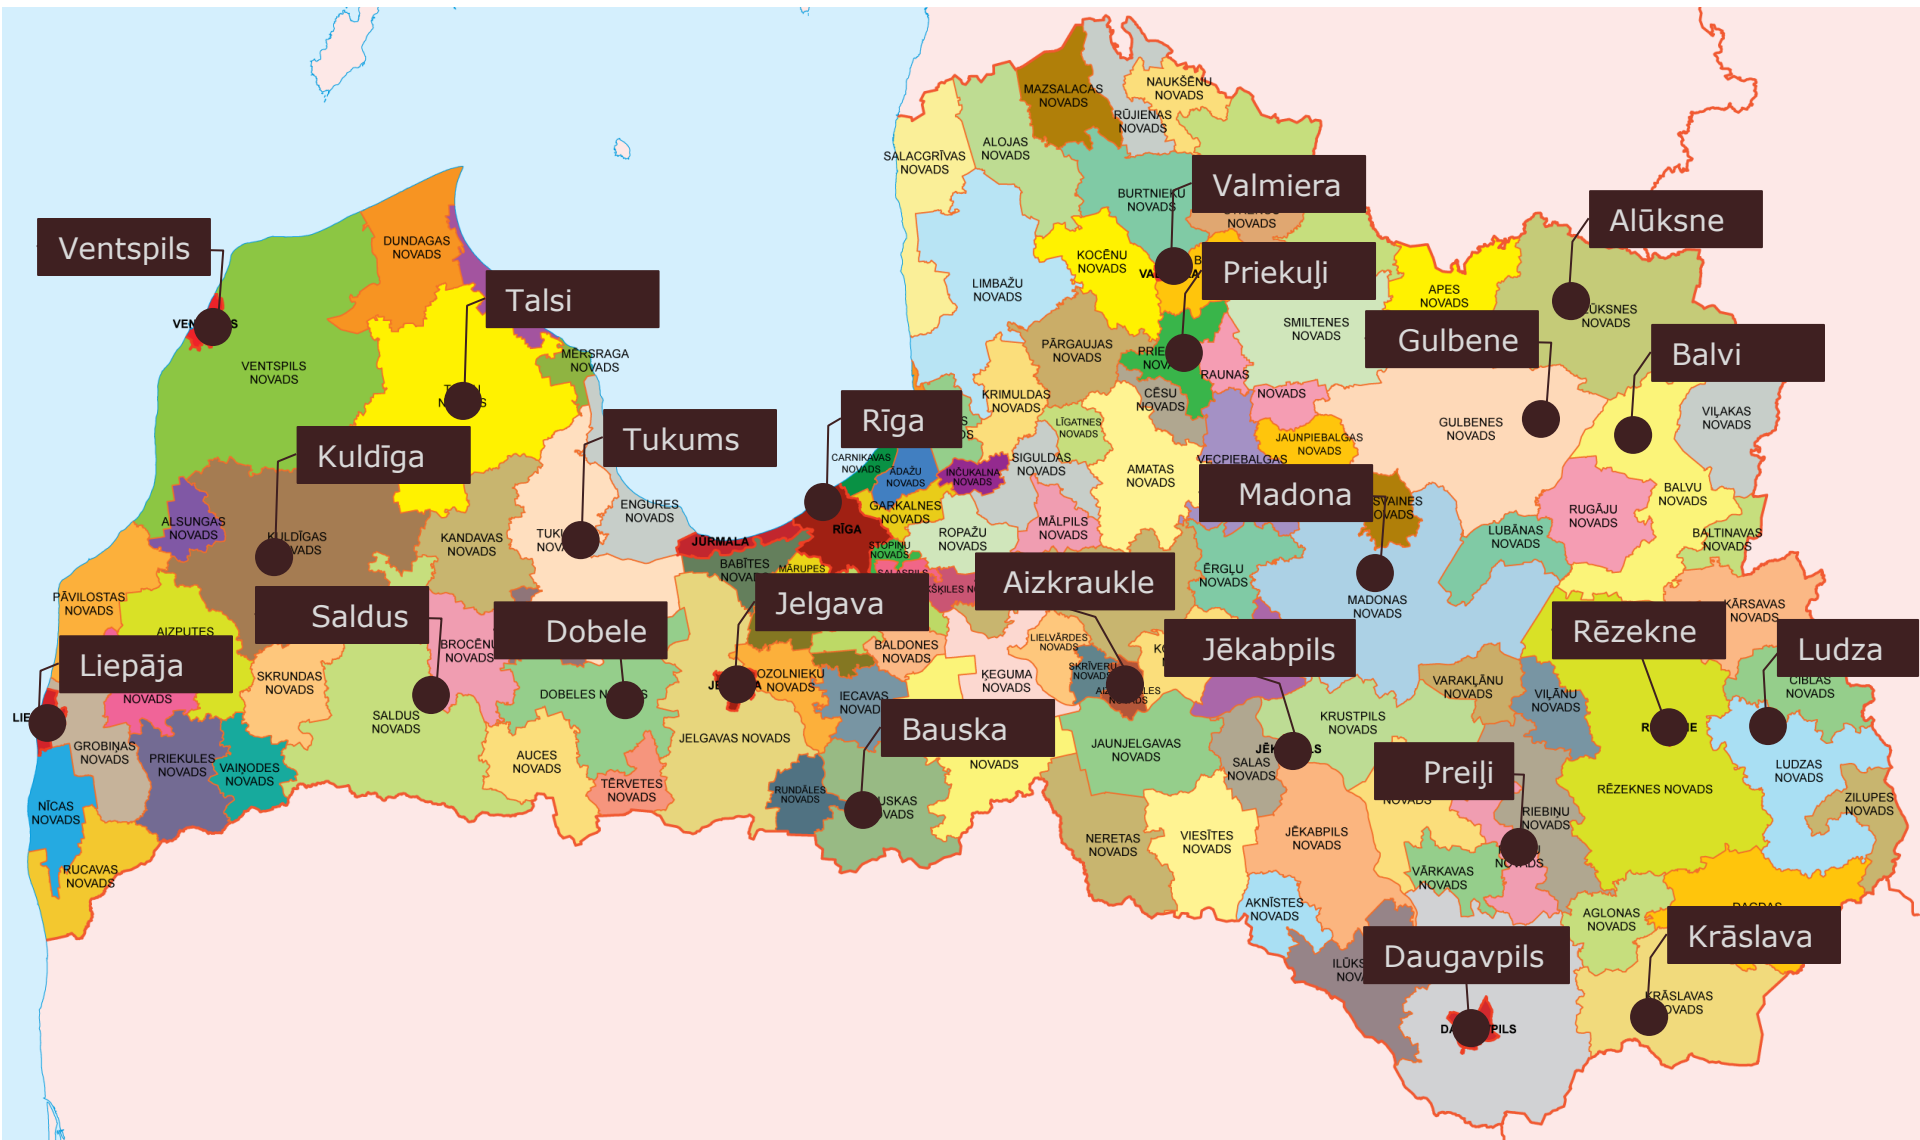 MAZSALACAS
NOVADS
NAUKŠĒNU
NOVADS
RŪJIENAS
NOVADS
ALOJAS
NOVADS
SALACGRĪVAS
NOVADS
BURTNIEKU
NOVADS
Valmiera
NOVADS
Alūksne
Ventspils
DUNDAGAS
NOVADS
KOCĒNU
NOVADS
Priekuļi
LIMBAŽU
NOVADS
APES
NOVADS
NOVADS
Talsi
SMILTENES
NOVADS
Gulbene
Balvi
PĀRGAUJAS
NOVADS
MĒRSRAGA
NOVADS
VENTSPILS
NOVADS
RAUNAS
NOVADS
KRIMULDAS
NOVADS
CĒSU
NOVADS
Rīga
VIĻAKAS
NOVADS
LĪGATNES
NOVADS
GULBENES
NOVADS
JAUNPIEBALGAS
NOVADS
Tukums
Kuldīga
CARNIKAVAS
NOVADS
ĀDAŽU
NOVADS
INČUKALNA
NOVADS
SIGULDAS
NOVADS
AMATAS
NOVADS
VECPIEBALGAS
Madona
BALVU
NOVADS
ALSUNGAS
NOVADS
ENGURES
NOVADS
GARKALNES
NOVADS
RUGĀJU
NOVADS
KANDAVAS
NOVADS
JŪRMALA
RĪGA
ROPAŽU
NOVADS
MĀLPILS
NOVADS
LUBĀNAS
NOVADS
BALTINAVAS
NOVADS
STOPIŅU
NOVADS
BABĪTES
MĀRUPES
SALASPILS
ĒRGĻU
NOVADS
Aizkraukle
PĀVILOSTAS
NOVADS
Jelgava
MADONAS
NOVADS
KĀRSAVAS
NOVADS
Saldus
Dobele
AIZPUTES
BROCĒNU
NOVADS
BALDONES
NOVADS
LIELVĀRDES
NOVADS
Jēkabpils
Rēzekne
Ludza
Liepāja
NOVADS
SKRUNDAS
NOVADS
OZOLNIEKU
NOVADS
ĶEGUMA
NOVADS
SKRĪVERU
NOVADS
VARAKĻĀNU
NOVADS
VIĻĀNU
NOVADS
CIBLAS
NOVADS
IECAVAS
SALDUS
NOVADS
Bauska
NOVADS
KRUSTPILS
NOVADS
GROBIŅAS
NOVADS
PRIEKULES
NOVADS
VAIŅODES
NOVADS
JELGAVAS NOVADS
AUCES
NOVADS
JAUNJELGAVAS
NOVADS
SALAS
NOVADS
Preiļi
LUDZAS
NOVADS
TĒRVETES
NOVADS
RUNDĀLES
NOVADS
RĒZEKNES NOVADS
ZILUPES
NOVADS
NĪCAS
NOVADS
RIEBIŅU
NOVADS
NERETAS
NOVADS
VIESĪTES
NOVADS
JĒKABPILS
NOVADS
RUCAVAS
NOVADS
VĀRKAVAS
NOVADS
AKNĪSTES
NOVADS
AGLONAS
NOVADS
Daugavpils
Krāslava